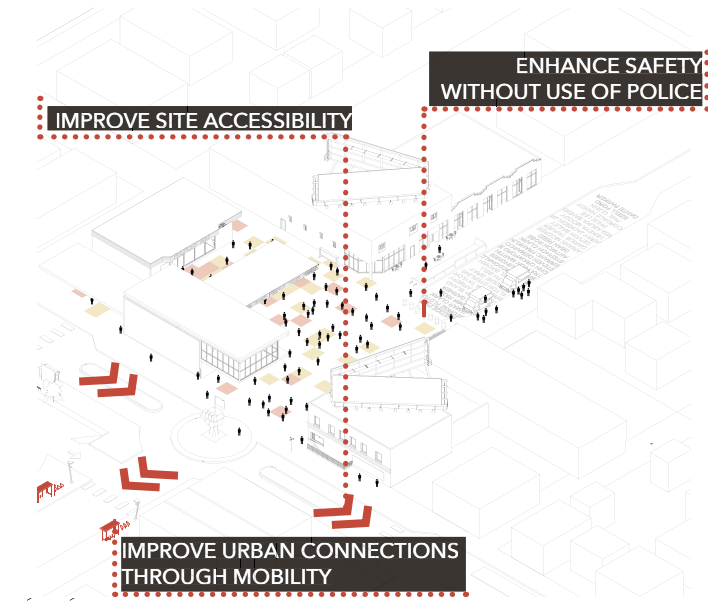 ENHANCE SAFETY
WITHOUT USE OF POLICE
IMPROVE SITE ACCESSIBILITY
IMPROVE URBAN CONNECTIONS
THROUGH MOBILITY